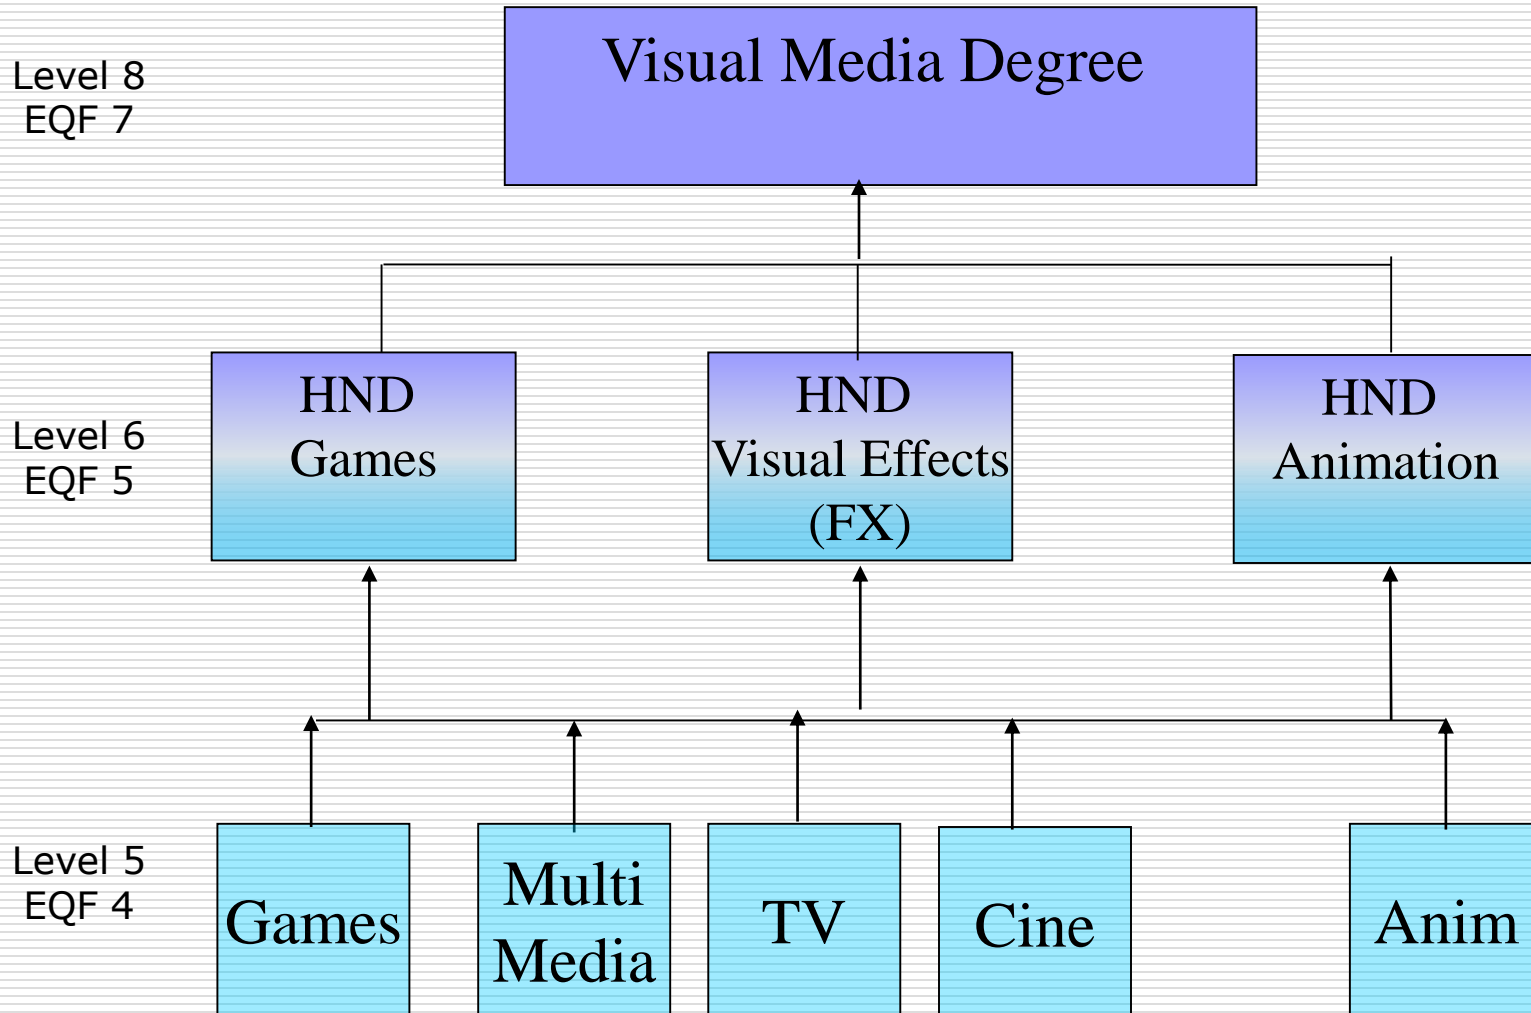 Visual Media Degree
Level 8
EQF 7
HND
Games
HND
Visual Effects
(FX)
HND
Animation
Level 6
EQF 5
Level 5
EQF 4
Games
Multi
Media
TV
Cine
Anim